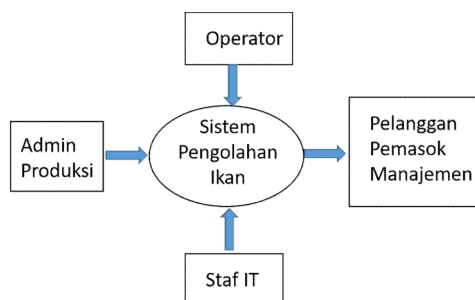 Operator
Admin
Produksi
Sistem
Pengolahan
Ikan
Pelanggan
Pemasok
Manajemen
Staf IT